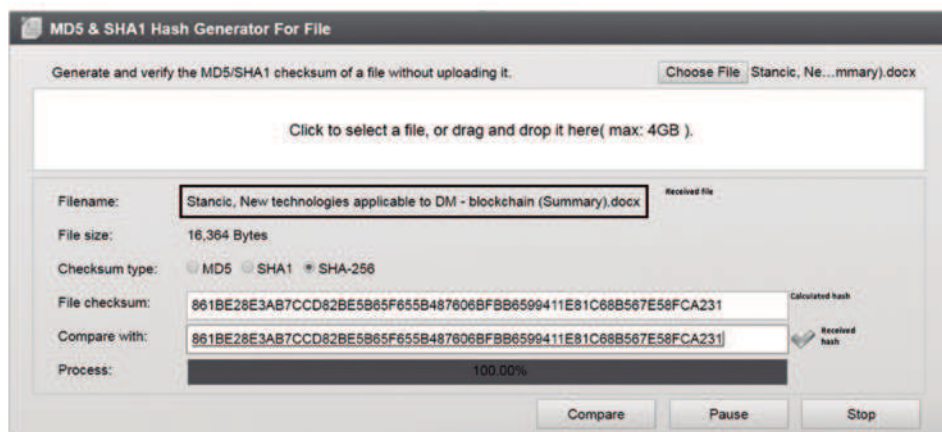 MD5 & SHA1 Hash Generator For File
Generate and verify the MD5/SHA1 checksum of a file without uploading it.
Choose File Stancic, Ne...mmary).docx
Click to select a file, or drag and drop it here( max: 4GB ).
Filename: Stancic, New technologies applicable to DM - blockchain (Summary).docx Received file
File size: 16,364 Bytes
Checksum type: MD5 SHA1 SHA-256
File checksum: 861BE28E3AB7CCD82BE5B65F655B487606BFBB6599411E81C68B567E58FCA231 Calculated hash
Compare with: 861BE28E3AB7CCD82BE5B65F655B487606BFBB6599411E81C68B567E58FCA231 Received hash
Process: 100.00%
Compare Pause Stop